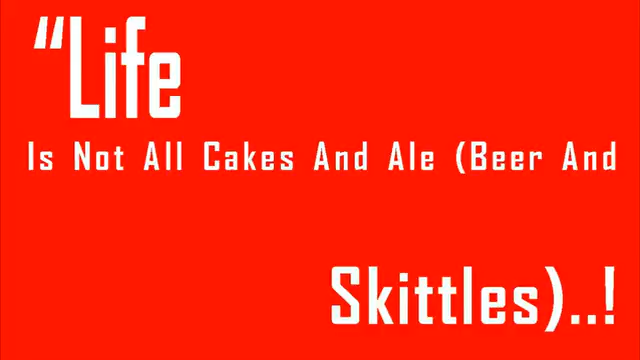 “Life
Is Not All Cakes And Ale (Beer And
Skittles)..!